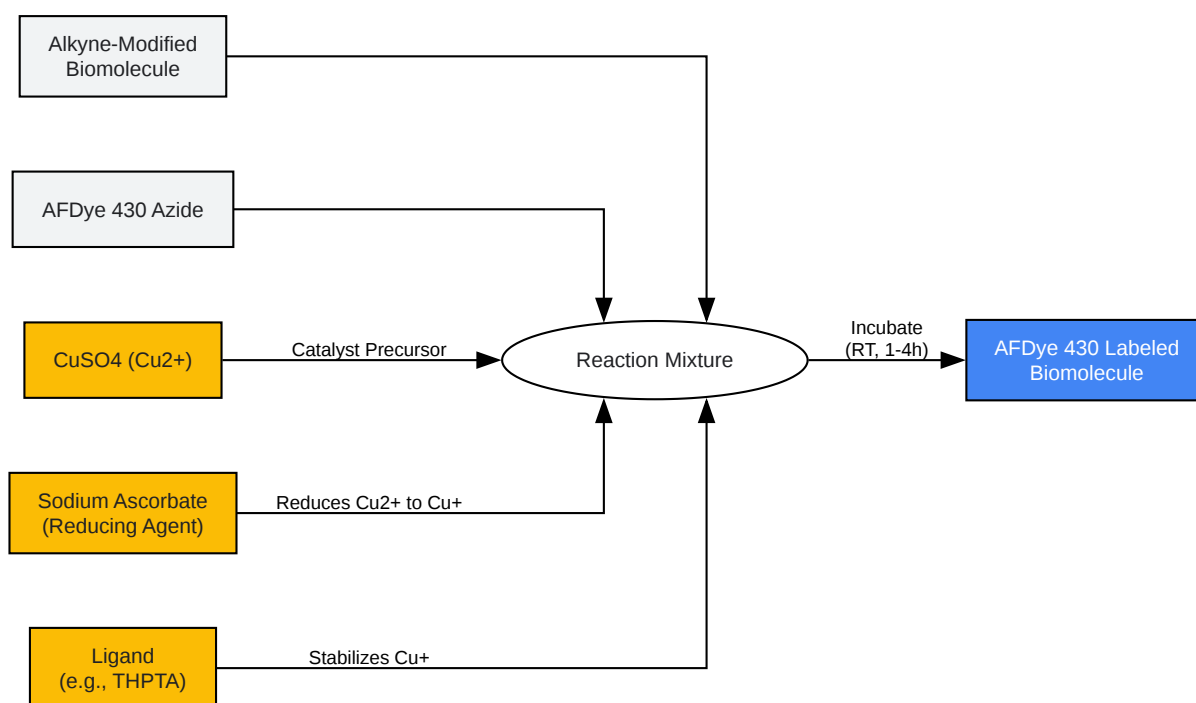 Alkyne-Modified
Biomolecule
AFDye 430 Azide
CuSO4 (Cu2+)
Catalyst Precursor
Reaction Mixture
Incubate
(RT, 1-4h)
AFDye 430 Labeled
Biomolecule
Sodium Ascorbate
(Reducing Agent)
Reduces Cu2+ to Cu+
Ligand
(e.g., THPTA)
Stabilizes Cu+